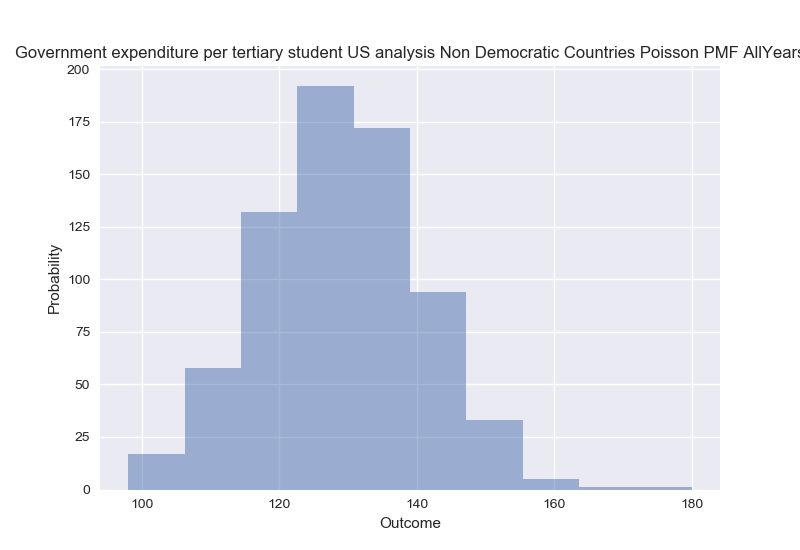 Government expenditure per tertiary student US analysis Non Democratic Countries Poisson PMF AllYears
200
175
150
125
100
75
50
25
0
Probability
100 120 140 160 180
Outcome